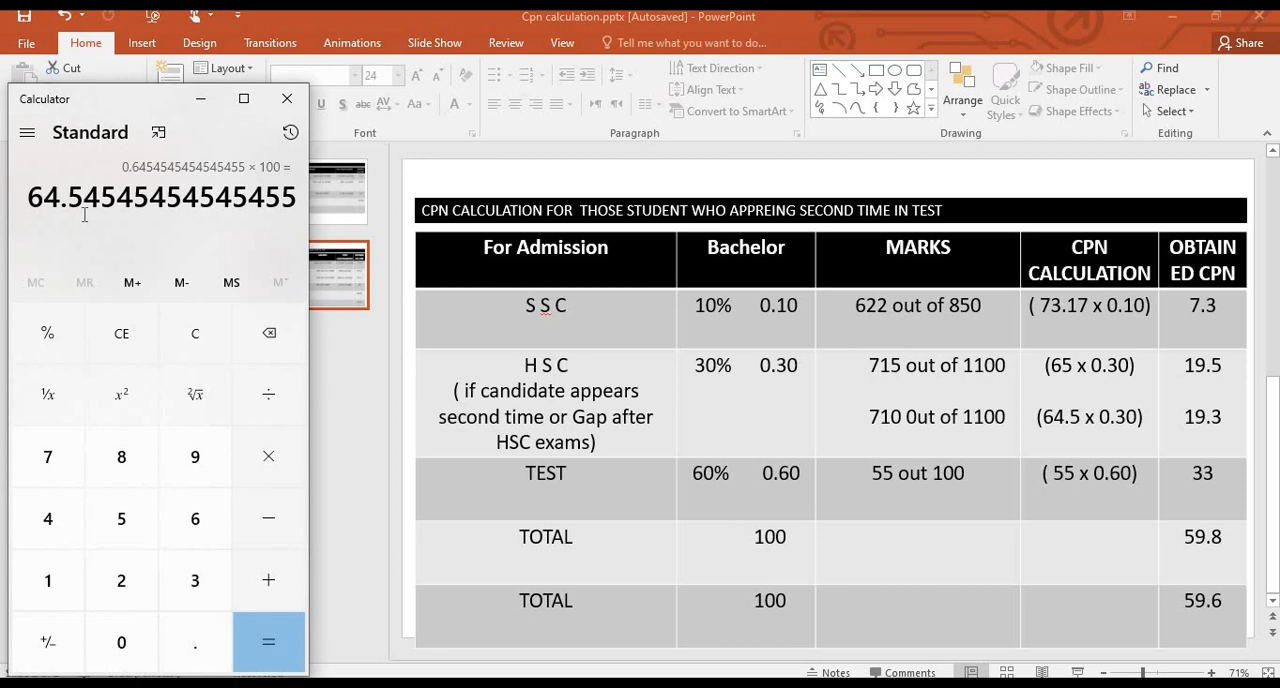 Cpn calculation.pptx [Autosaved] - PowerPoint
File Home Insert Design Transitions Animations Slide Show Review View Tell me what you want to do... Share
Cut
Layout
24
Text Direction
Align Text
Convert to SmartArt
Arrange
Quick Styles
Shape Fill
Shape Outline
Shape Effects
Find
Replace
Select
Font Paragraph Drawing Editing
Calculator
Standard
0.6454545454545455 × 100 =
64.54545454545455
MC MR M+ M- MS M˅
% CE C
¹/x x² ²√x ÷
7 8 9 ×
4 5 6 −
1 2 3 +
+/− 0 . =
CPN CALCULATION FOR THOSE STUDENT WHO APPREING SECOND TIME IN TEST
For Admission Bachelor MARKS CPN CALCULATION OBTAIN ED CPN
S S C 10% 0.10 622 out of 850 ( 73.17 x 0.10) 7.3
H S C 30% 0.30 715 out of 1100 (65 x 0.30) 19.5
( if candidate appears
second time or Gap after 710 0ut of 1100 (64.5 x 0.30) 19.3
HSC exams)
TEST 60% 0.60 55 out 100 ( 55 x 0.60) 33
TOTAL 100 59.8
TOTAL 100 59.6
Notes Comments 71%